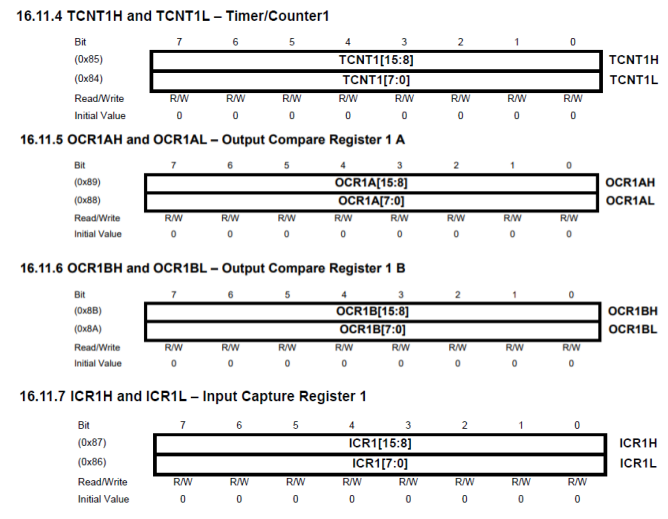 16.11.4 TCNT1H and TCNT1L – Timer/Counter1
Bit 7 6 5 4 3 2 1 0
(0x85) TCNT1[15:8] TCNT1H
(0x84) TCNT1[7:0] TCNT1L
Read/Write R/W R/W R/W R/W R/W R/W R/W R/W
Initial Value 0 0 0 0 0 0 0 0
16.11.5 OCR1AH and OCR1AL – Output Compare Register 1 A
Bit 7 6 5 4 3 2 1 0
(0x89) OCR1A[15:8] OCR1AH
(0x88) OCR1A[7:0] OCR1AL
Read/Write R/W R/W R/W R/W R/W R/W R/W R/W
Initial Value 0 0 0 0 0 0 0 0
16.11.6 OCR1BH and OCR1BL – Output Compare Register 1 B
Bit 7 6 5 4 3 2 1 0
(0x8B) OCR1B[15:8] OCR1BH
(0x8A) OCR1B[7:0] OCR1BL
Read/Write R/W R/W R/W R/W R/W R/W R/W R/W
Initial Value 0 0 0 0 0 0 0 0
16.11.7 ICR1H and ICR1L – Input Capture Register 1
Bit 7 6 5 4 3 2 1 0
(0x87) ICR1[15:8] ICR1H
(0x86) ICR1[7:0] ICR1L
Read/Write R/W R/W R/W R/W R/W R/W R/W R/W
Initial Value 0 0 0 0 0 0 0 0